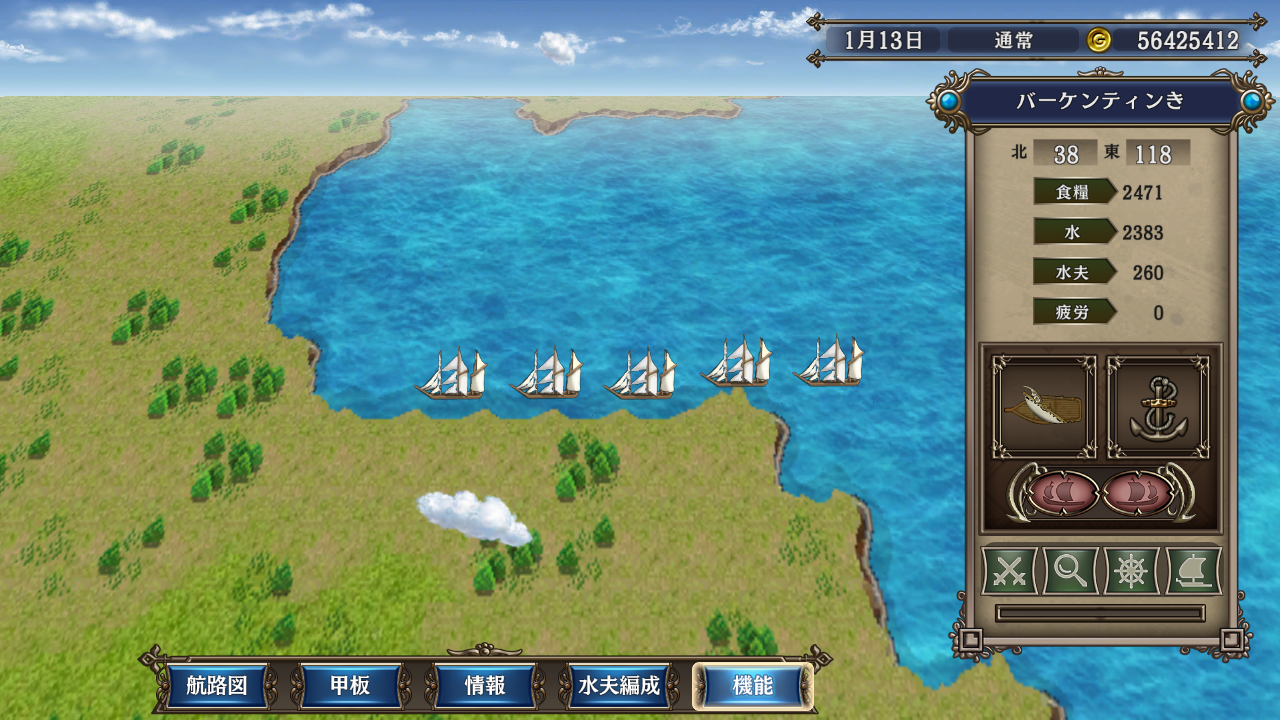 1月13日 通常 G 56425412
バーケンティンき
北 38 東 118
食糧 2471
水 2383
水夫 260
疲労 0
航路図 甲板 情報 水夫編成 機能